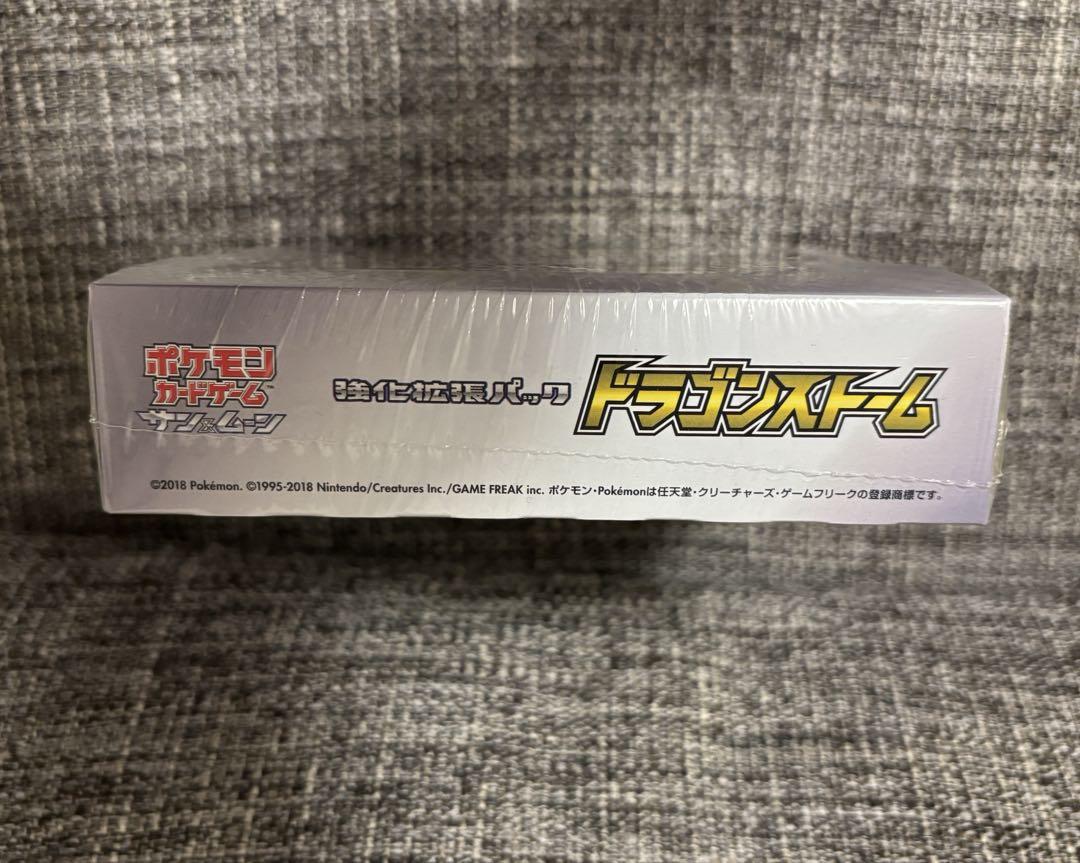 ポケモン
カードゲーム™
サン&ムーン
強化拡張パック ドラゴンストーム
©2018 Pokémon. ©1995-2018 Nintendo/Creatures Inc./GAME FREAK inc. ポケモン・Pokémonは任天堂・クリーチャーズ・ゲームフリークの登録商標です。